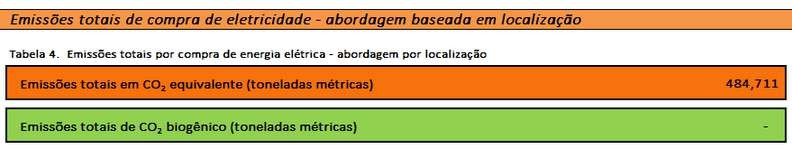 Emissões totais de compra de eletricidade - abordagem baseada em localização
Tabela 4. Emissões totais por compra de energia elétrica - abordagem por localização
Emissões totais em CO₂ equivalente (toneladas métricas) 484,711
Emissões totais de CO₂ biogênico (toneladas métricas) -